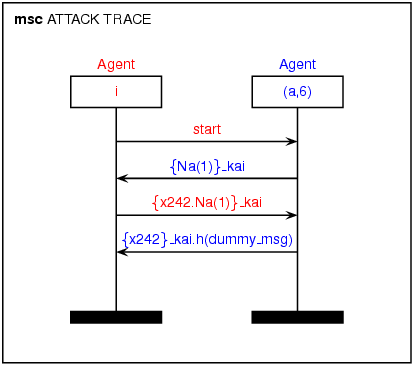 msc ATTACK TRACE
Agent Agent
i (a,6)
start
{Na(1)}_kai
{x242.Na(1)}_kai
{x242}_kai.h(dummy_msg)